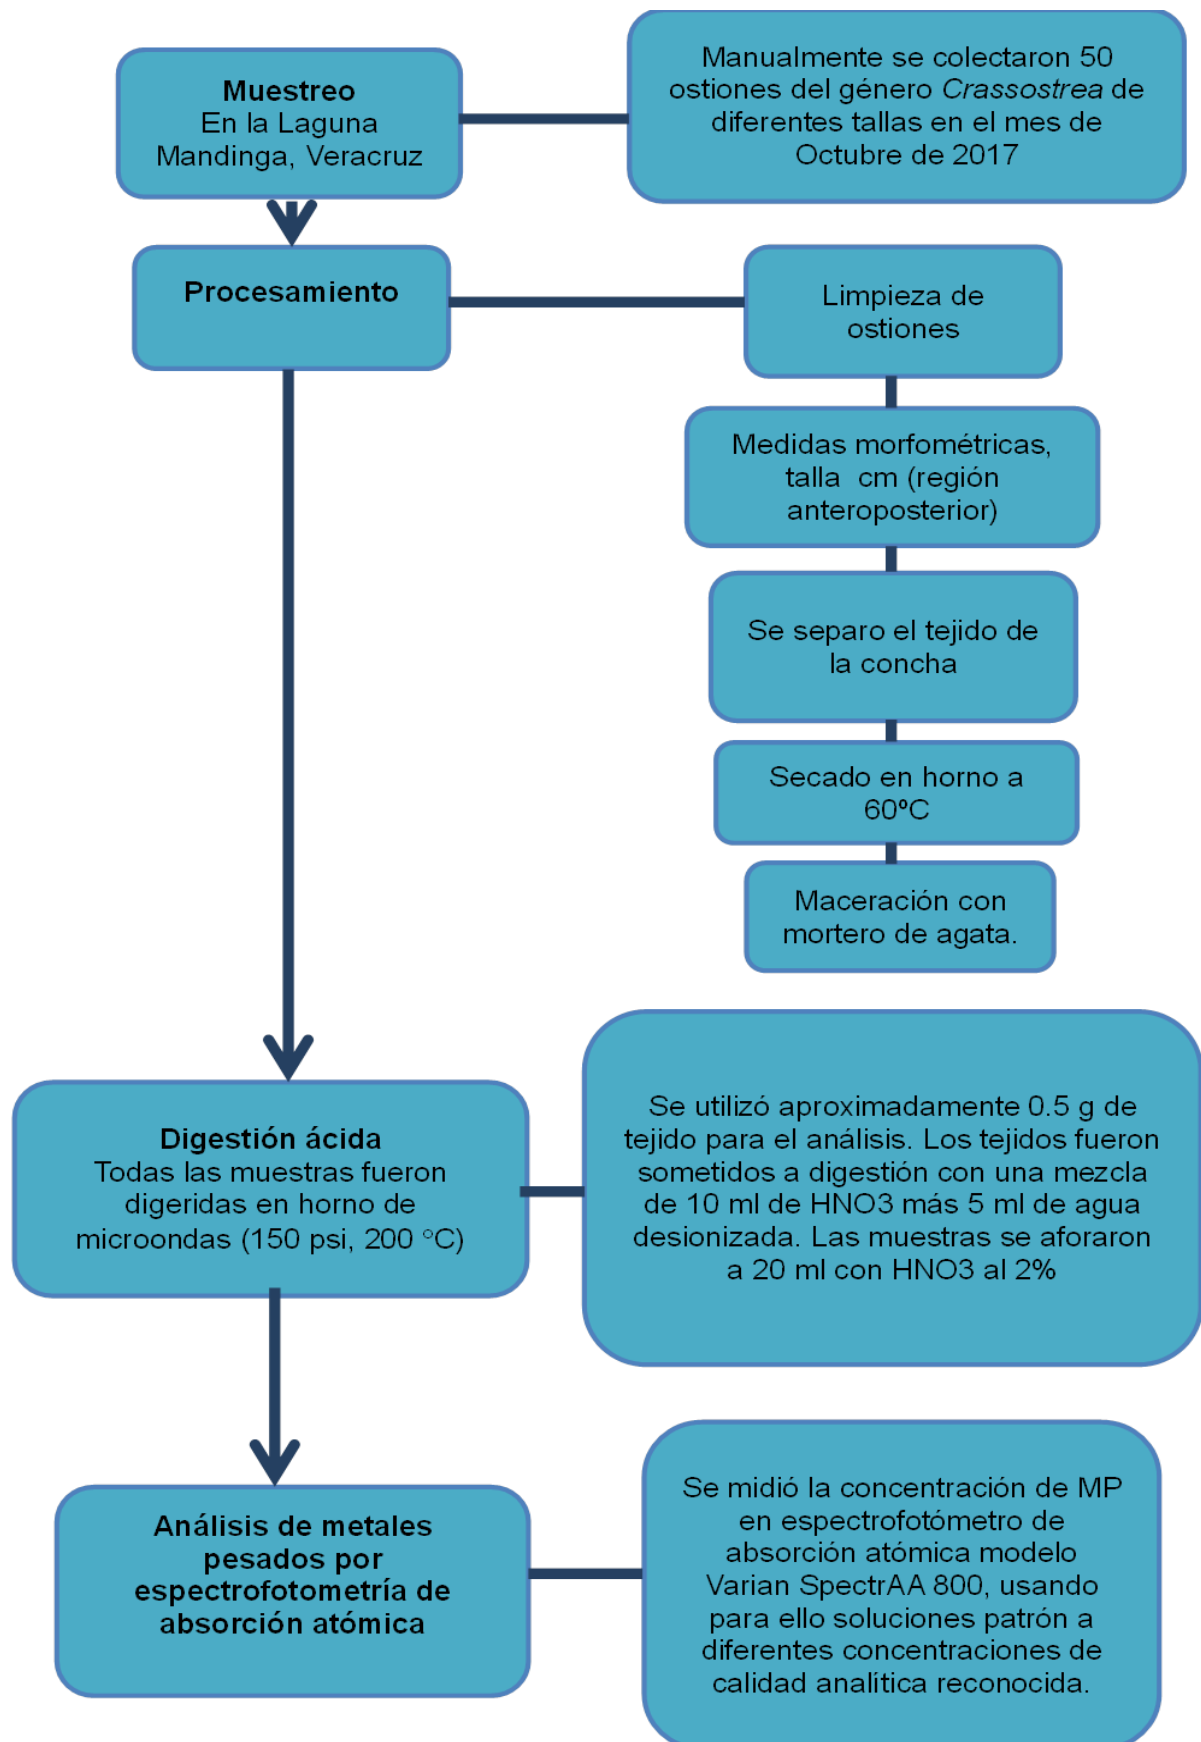 Muestreo
En la Laguna
Mandinga, Veracruz
Manualmente se colectaron 50
ostiones del género Crassostrea de
diferentes tallas en el mes de
Octubre de 2017
Procesamiento
Limpieza de
ostiones
Medidas morfométricas,
talla cm (región
anteroposterior)
Se separo el tejido de
la concha
Secado en horno a
60ºC
Maceración con
mortero de agata.
Digestión ácida
Todas las muestras fueron
digeridas en horno de
microondas (150 psi, 200 °C)
Se utilizó aproximadamente 0.5 g de
tejido para el análisis. Los tejidos fueron
sometidos a digestión con una mezcla
de 10 ml de HNO3 más 5 ml de agua
desionizada. Las muestras se aforaron
a 20 ml con HNO3 al 2%
Análisis de metales
pesados por
espectrofotometría de
absorción atómica
Se midió la concentración de MP
en espectrofotómetro de
absorción atómica modelo
Varian SpectrAA 800, usando
para ello soluciones patrón a
diferentes concentraciones de
calidad analítica reconocida.